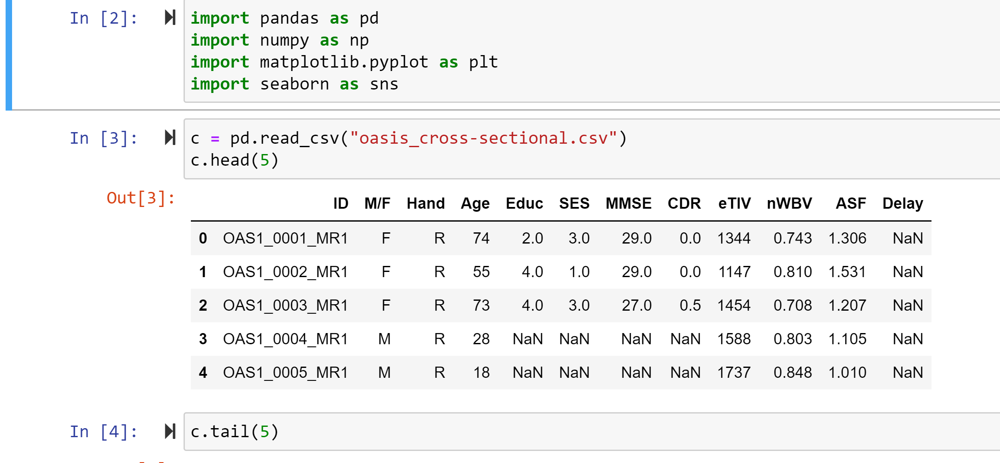 In [2]:
import pandas as pd
import numpy as np
import matplotlib.pyplot as plt
import seaborn as sns
In [3]:
c = pd.read_csv("oasis_cross-sectional.csv")
c.head(5)
Out[3]:
ID M/F Hand Age Educ SES MMSE CDR eTIV nWBV ASF Delay
0 OAS1_0001_MR1 F R 74 2.0 3.0 29.0 0.0 1344 0.743 1.306 NaN
1 OAS1_0002_MR1 F R 55 4.0 1.0 29.0 0.0 1147 0.810 1.531 NaN
2 OAS1_0003_MR1 F R 73 4.0 3.0 27.0 0.5 1454 0.708 1.207 NaN
3 OAS1_0004_MR1 M R 28 NaN NaN NaN NaN 1588 0.803 1.105 NaN
4 OAS1_0005_MR1 M R 18 NaN NaN NaN NaN 1737 0.848 1.010 NaN
In [4]:
c.tail(5)